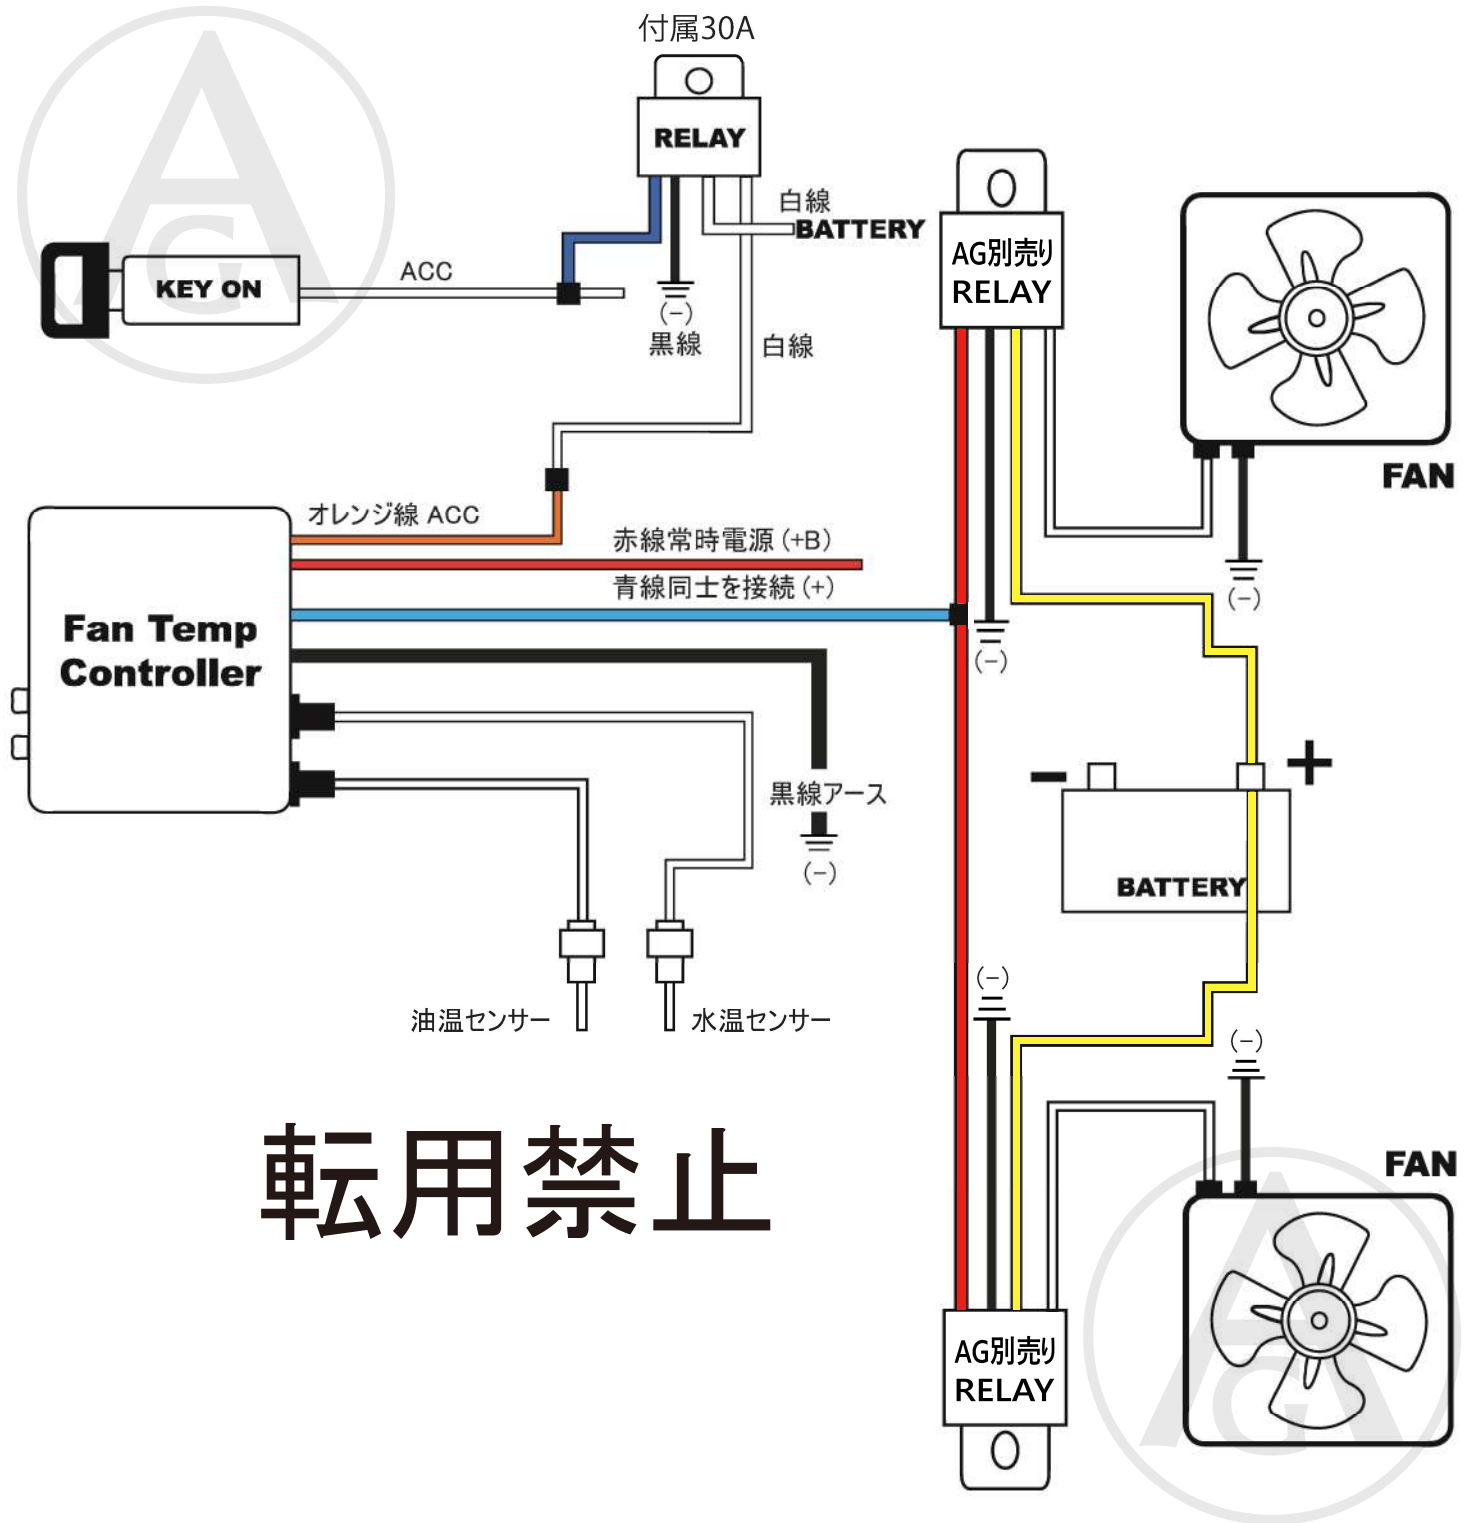 付属30A
RELAY
白線
BATTERY
KEY ON
ACC
(−)
黒線
白線
AG別売り
RELAY
FAN
(−)
オレンジ線 ACC
赤線常時電源 (+B)
青線同士を接続 (+)
Fan Temp
Controller
(−)
黒線アース
(−)
− +
BATTERY
油温センサー
水温センサー
(−)
(−)
転用禁止
FAN
AG別売り
RELAY
AG
AG